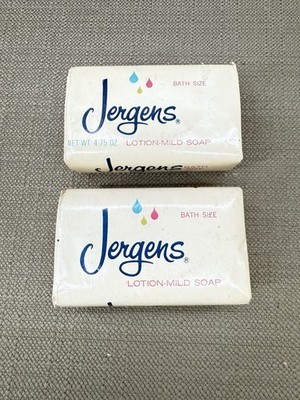 BATH SIZE
Jergens®
NET WT 4.75 OZ LOTION-MILD SOAP
BATH SIZE
Jergens®
LOTION-MILD SOAP